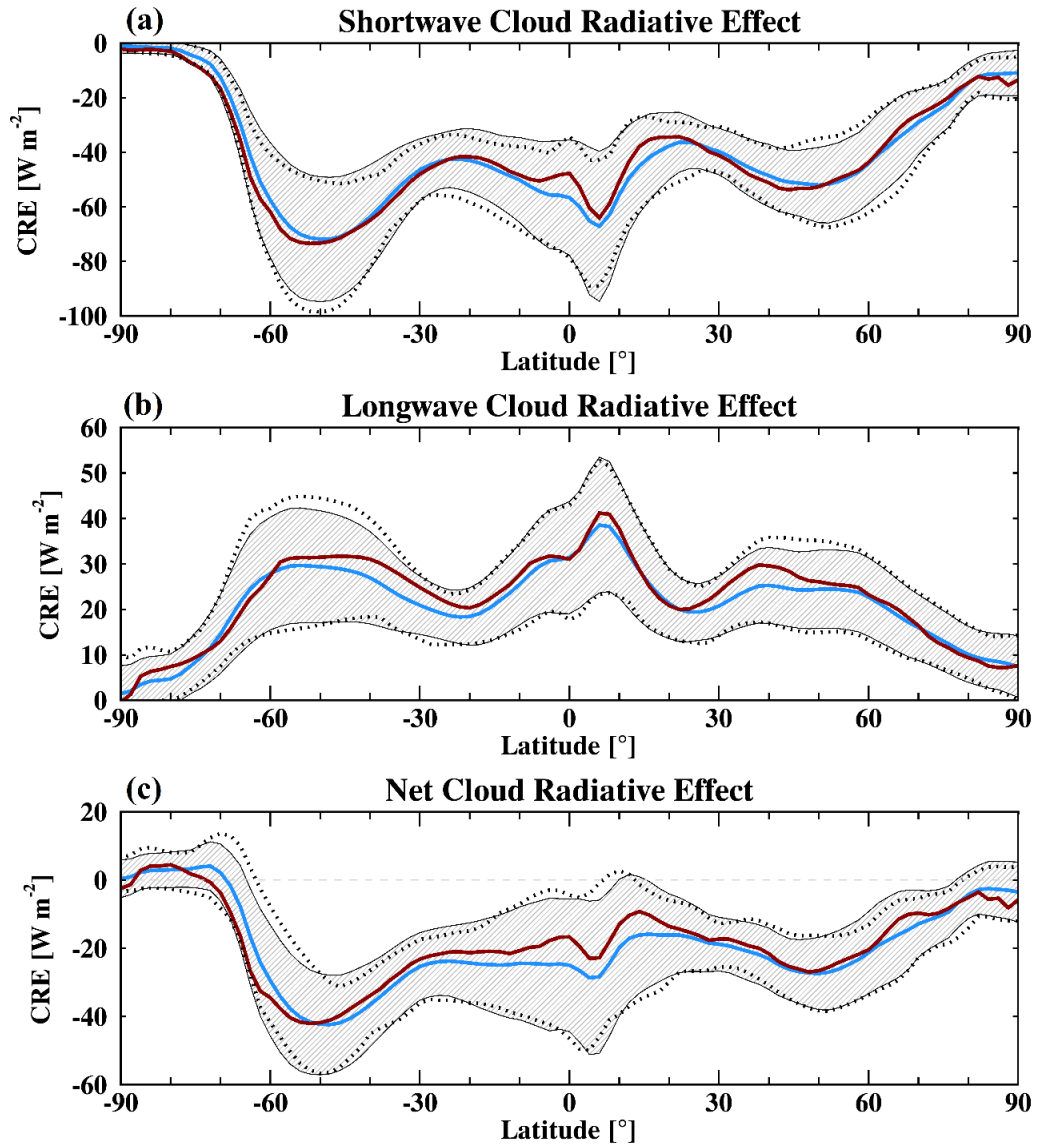 (a) Shortwave Cloud Radiative Effect
0
-20
-40
-60
-80
-100
CRE [W m-2]
-90 -60 -30 0 30 60 90
Latitude [°]
(b) Longwave Cloud Radiative Effect
60
50
40
30
20
10
0
CRE [W m-2]
-90 -60 -30 0 30 60 90
Latitude [°]
(c) Net Cloud Radiative Effect
20
0
-20
-40
-60
CRE [W m-2]
-90 -60 -30 0 30 60 90
Latitude [°]